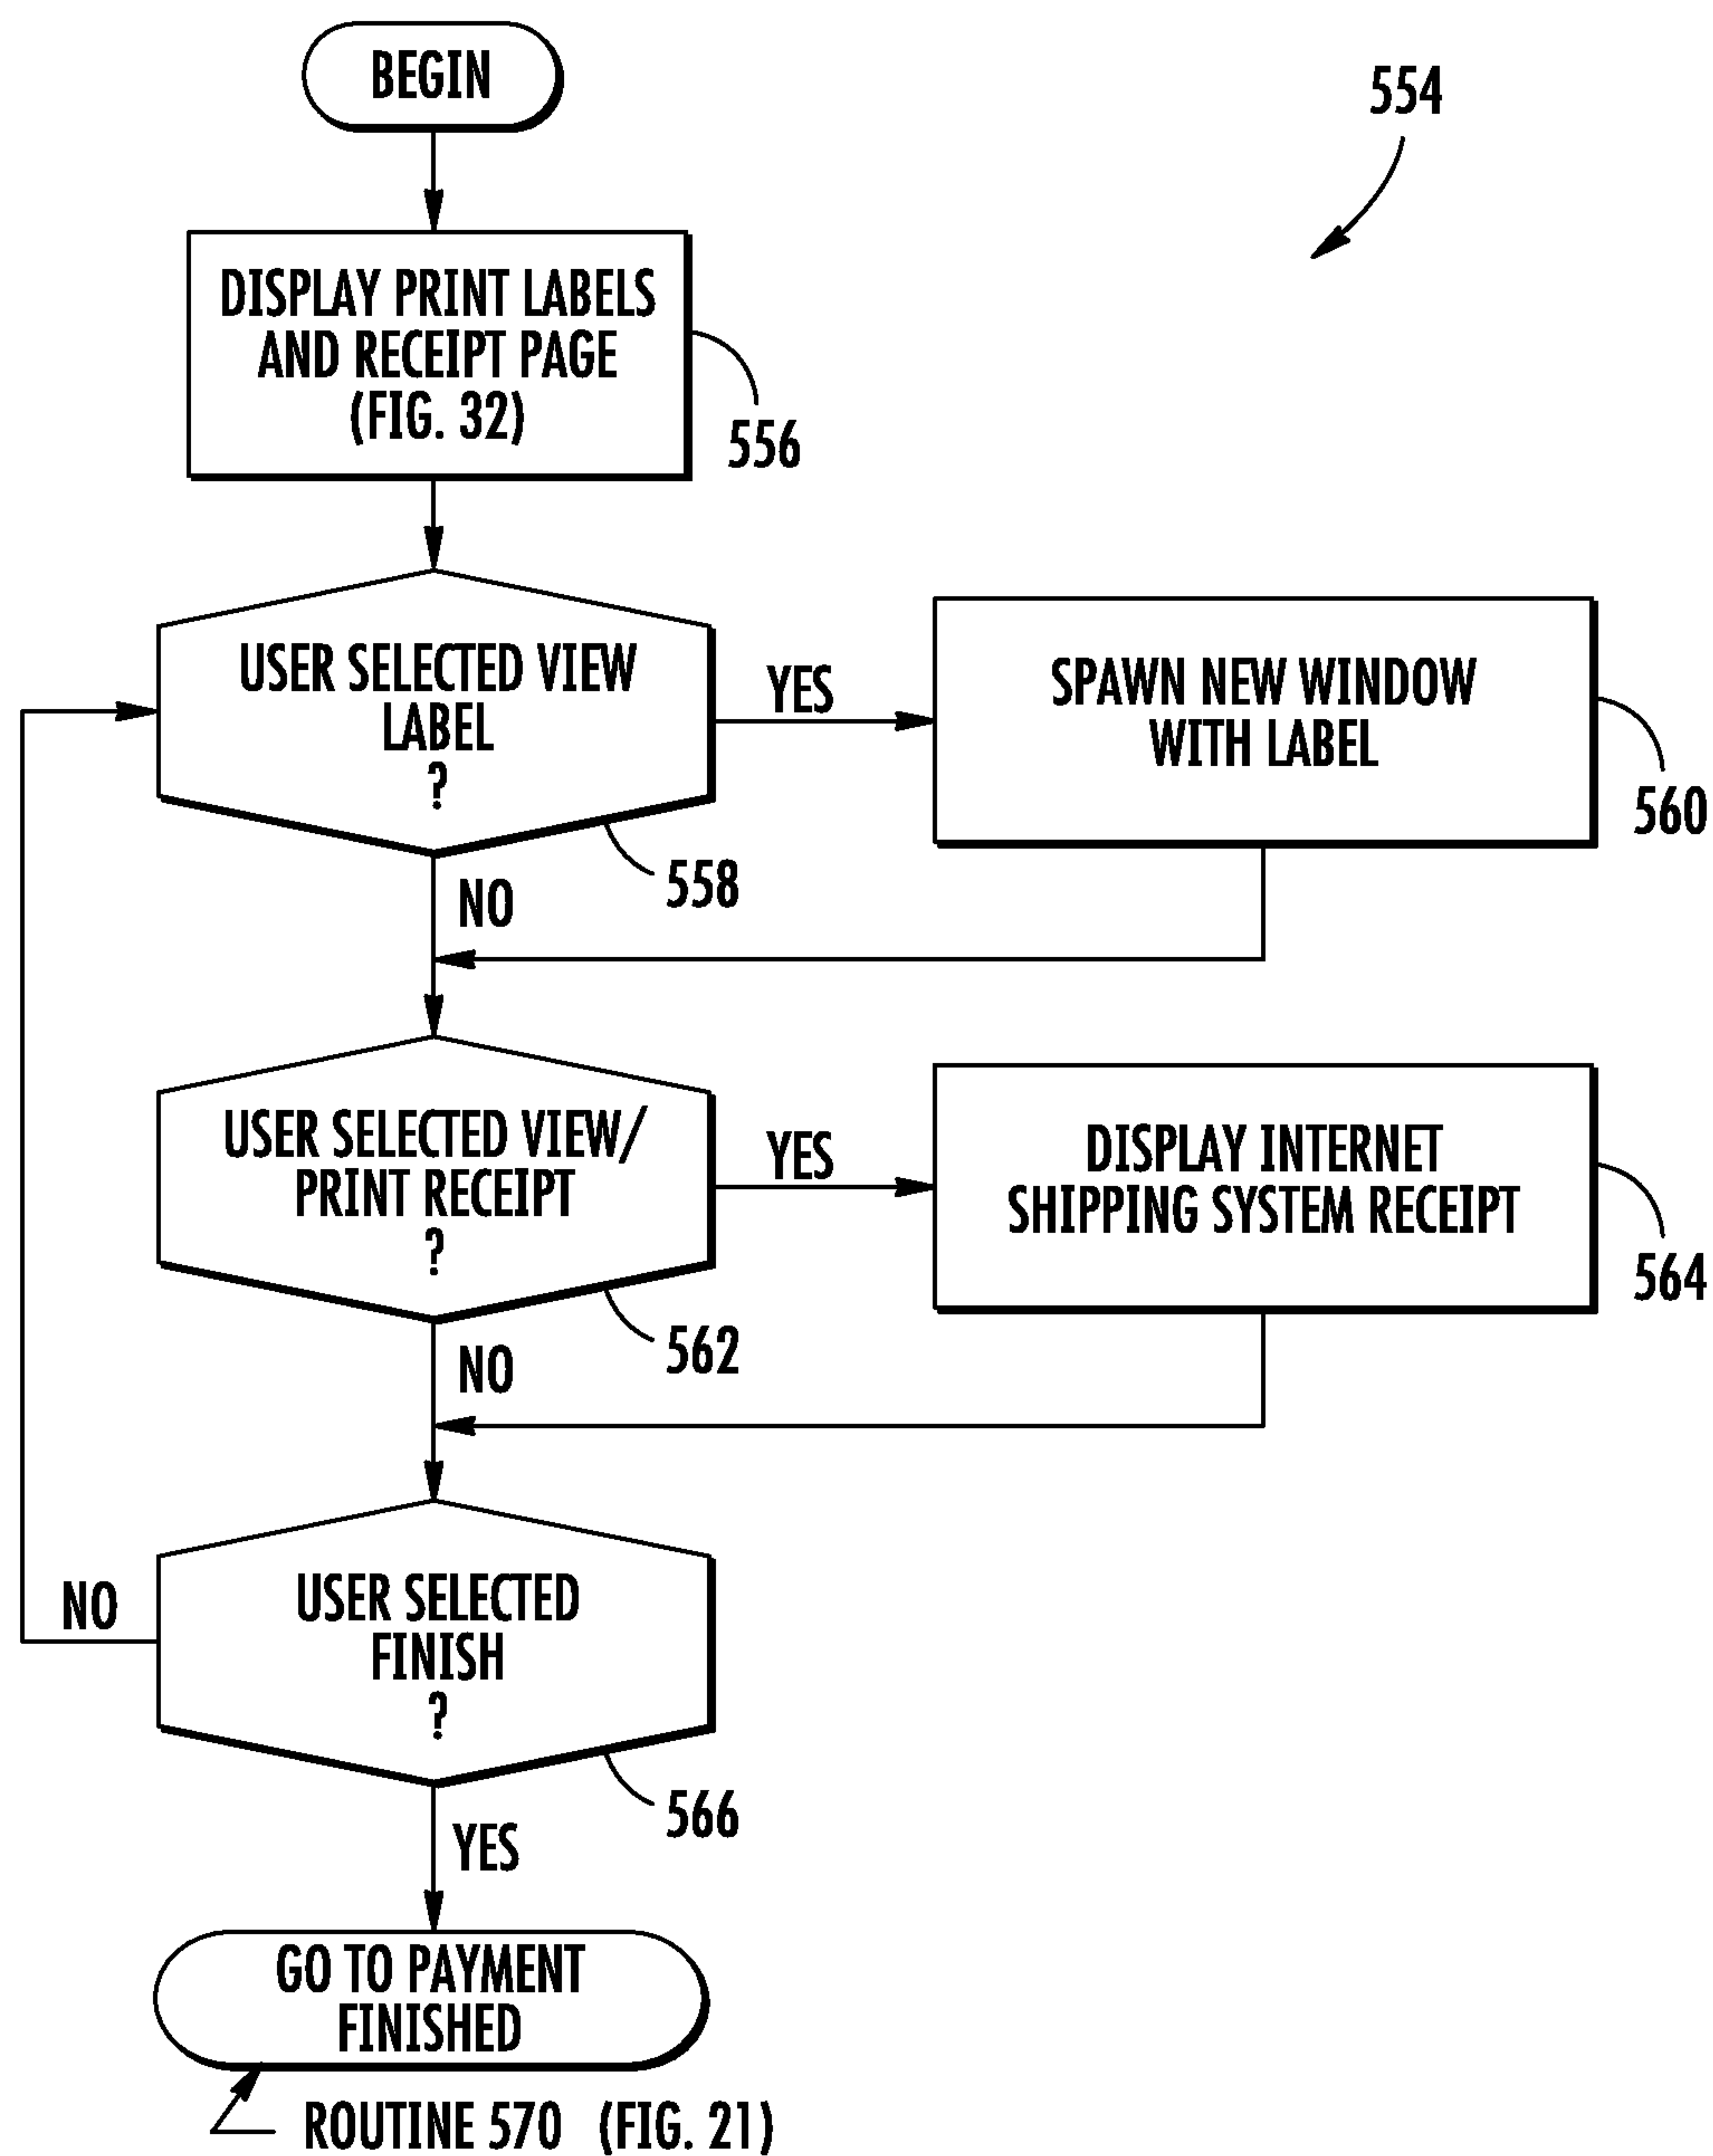 BEGIN
554
DISPLAY PRINT LABELS
AND RECEIPT PAGE
(FIG. 32)
556
USER SELECTED VIEW
LABEL
?
558
YES
SPAWN NEW WINDOW
WITH LABEL
560
NO
USER SELECTED VIEW/
PRINT RECEIPT
?
562
YES
DISPLAY INTERNET
SHIPPING SYSTEM RECEIPT
564
NO
USER SELECTED
FINISH
?
566
NO
YES
GO TO PAYMENT
FINISHED
ROUTINE 570 (FIG. 21)